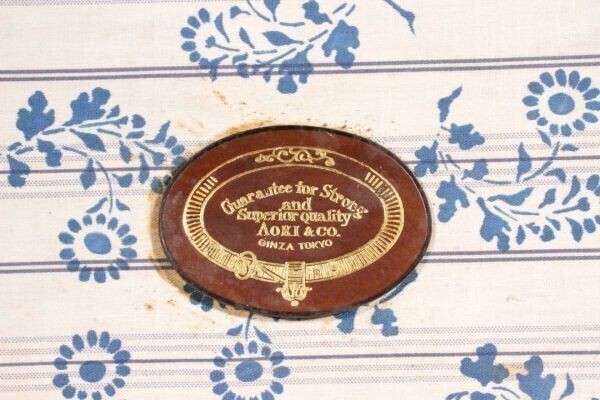 Guarantee for Strong
and
Superior quality
AOKI & CO.
GINZA TOKYO